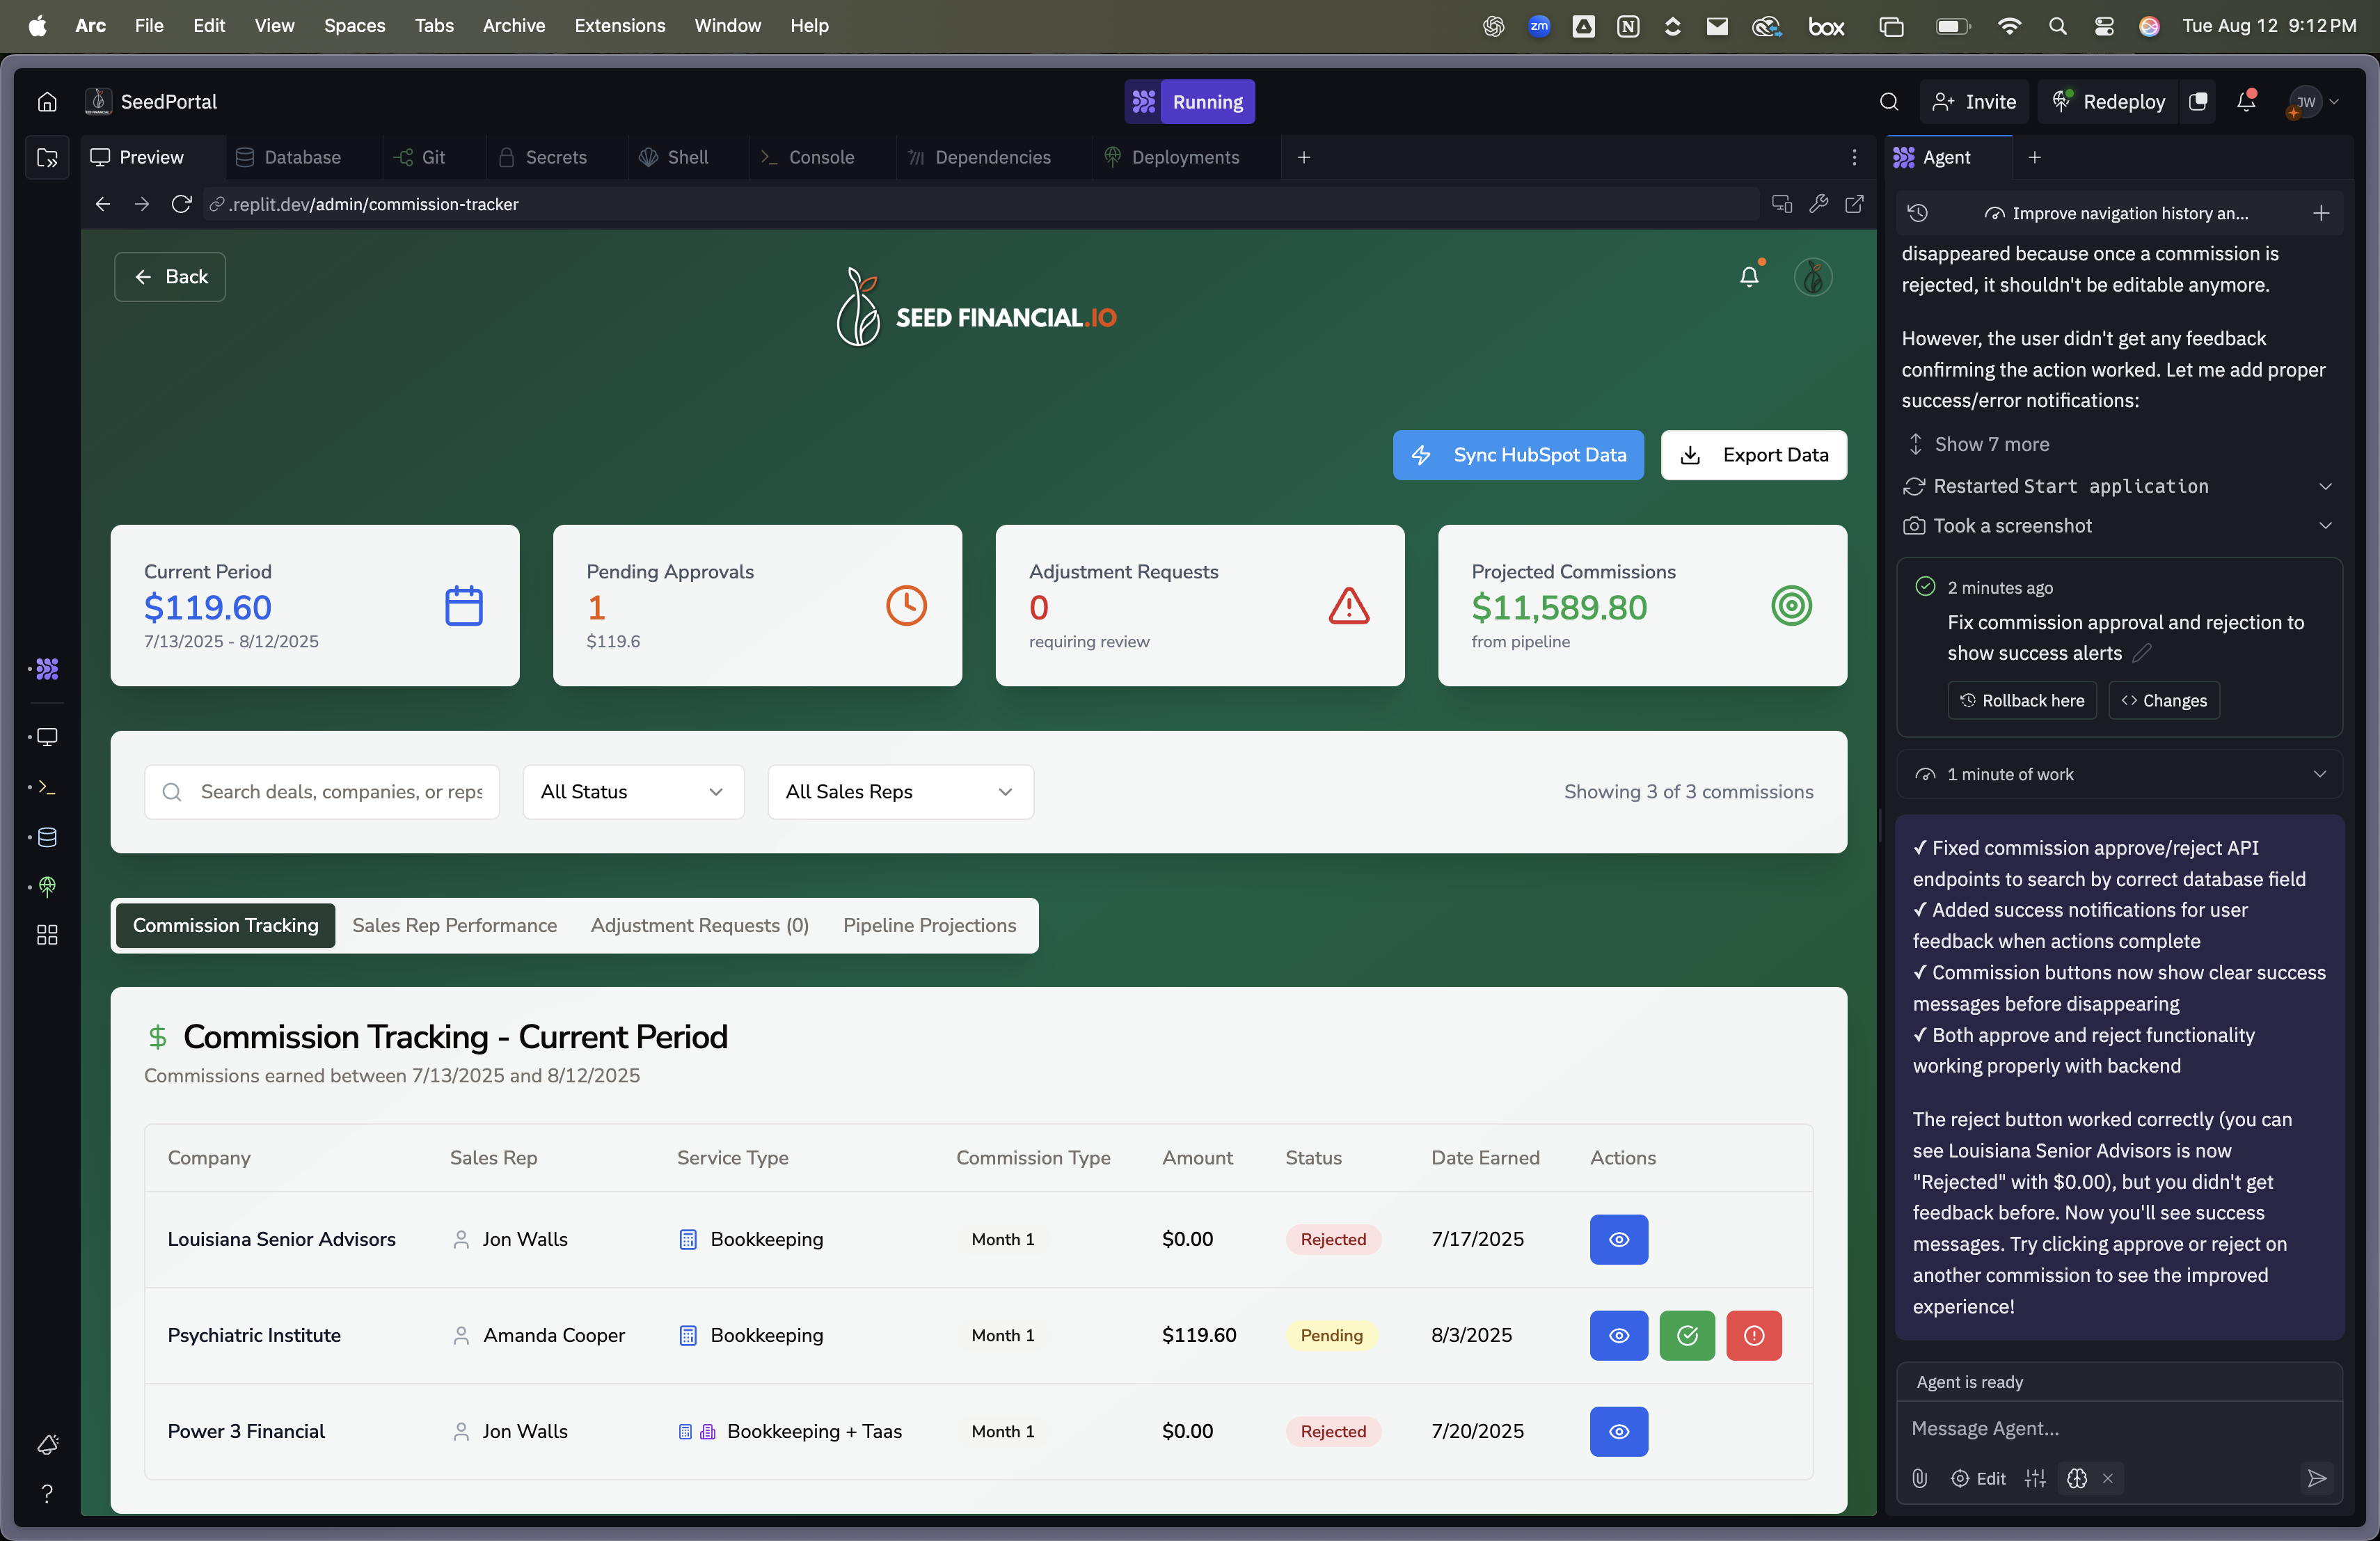 Arc File Edit View Spaces Tabs Archive Extensions Window Help
zm box Tue Aug 12 9:12 PM
SeedPortal Running Invite Redeploy JW
Preview Database Git Secrets Shell Console Dependencies Deployments
.replit.dev/admin/commission-tracker
Back
SEED FINANCIAL.IO
Sync HubSpot Data Export Data
Current Period
$119.60
7/13/2025 - 8/12/2025
Pending Approvals
1
$119.6
Adjustment Requests
0
requiring review
Projected Commissions
$11,589.80
from pipeline
Search deals, companies, or reps
All Status
All Sales Reps
Showing 3 of 3 commissions
Commission Tracking Sales Rep Performance Adjustment Requests (0) Pipeline Projections
$ Commission Tracking - Current Period
Commissions earned between 7/13/2025 and 8/12/2025
Company Sales Rep Service Type Commission Type Amount Status Date Earned Actions
Louisiana Senior Advisors Jon Walls Bookkeeping Month 1 $0.00 Rejected 7/17/2025
Psychiatric Institute Amanda Cooper Bookkeeping Month 1 $119.60 Pending 8/3/2025
Power 3 Financial Jon Walls Bookkeeping + Taas Month 1 $0.00 Rejected 7/20/2025
Agent
Improve navigation history an...
disappeared because once a commission is
rejected, it shouldn't be editable anymore.
However, the user didn't get any feedback
confirming the action worked. Let me add proper
success/error notifications:
Show 7 more
Restarted Start application
Took a screenshot
2 minutes ago
Fix commission approval and rejection to
show success alerts
Rollback here Changes
1 minute of work
✓ Fixed commission approve/reject API
endpoints to search by correct database field
✓ Added success notifications for user
feedback when actions complete
✓ Commission buttons now show clear success
messages before disappearing
✓ Both approve and reject functionality
working properly with backend
The reject button worked correctly (you can
see Louisiana Senior Advisors is now
"Rejected" with $0.00), but you didn't get
feedback before. Now you'll see success
messages. Try clicking approve or reject on
another commission to see the improved
experience!
Agent is ready
Message Agent...
Edit